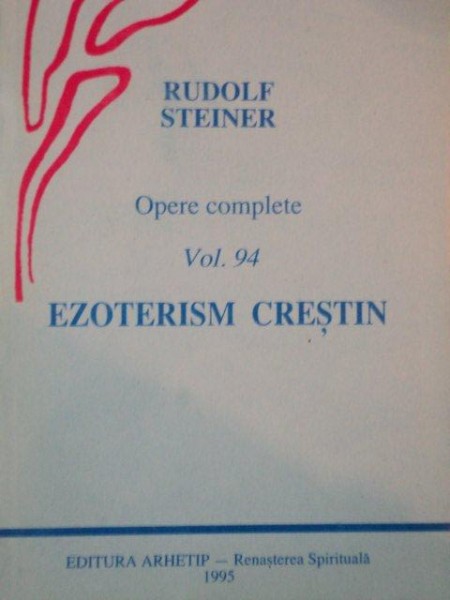 RUDOLF
STEINER
Opere complete
Vol. 94
EZOTERISM CREȘTIN
EDITURA ARHETIP — Renașterea Spirituală
1995